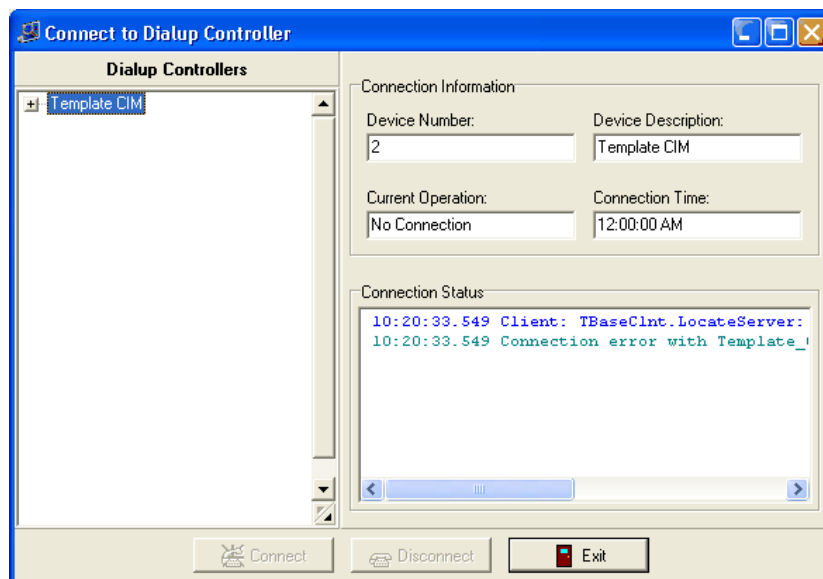 Connect to Dialup Controller
Dialup Controllers
Template CIM
Connection Information
Device Number:
Device Description:
2
Template CIM
Current Operation:
Connection Time:
No Connection
12:00:00 AM
Connection Status
10:20:33.549 Client: TBaseClnt.LocateServer:
10:20:33.549 Connection error with Template_
Connect
Disconnect
Exit